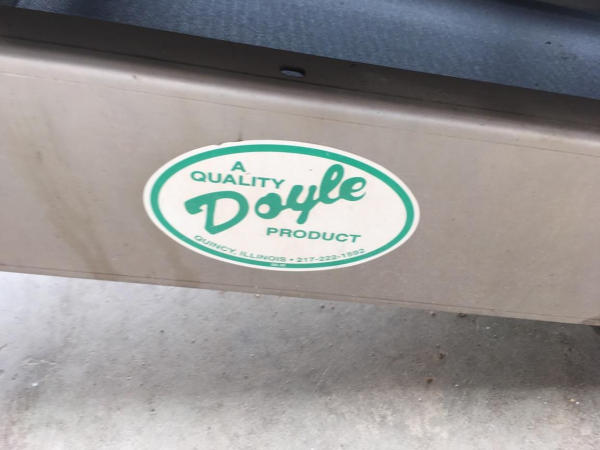 A
QUALITY
Doyle
PRODUCT
QUINCY, ILLINOIS • 217-222-1592